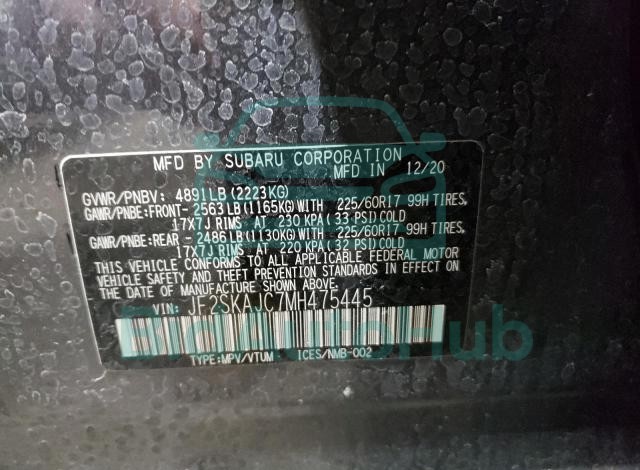 MFD BY SUBARU CORPORATION
MFD IN 12/20
GVWR/PNBV: 4891LB(2223KG)
GAWR/PNBE:FRONT- 2563LB(1165KG)WITH 225/60R17 99H TIRES,
17X7J RIMS AT 230 KPA(33 PSI)COLD
GAWR/PNBE:REAR - 2486LB(1130KG)WITH 225/60R17 99H TIRES,
17X7J RIMS AT 220 KPA(32 PSI)COLD
THIS VEHICLE CONFORMS TO ALL APPLICABLE FEDERAL MOTOR
VEHICLE SAFETY AND THEFT PREVENTION STANDARDS IN EFFECT ON
THE DATE OF MANUFACTURE SHOWN ABOVE.
VIN: JF2SKAJC7MH475445
TYPE:MPV/VTUM ICES/NMB-002